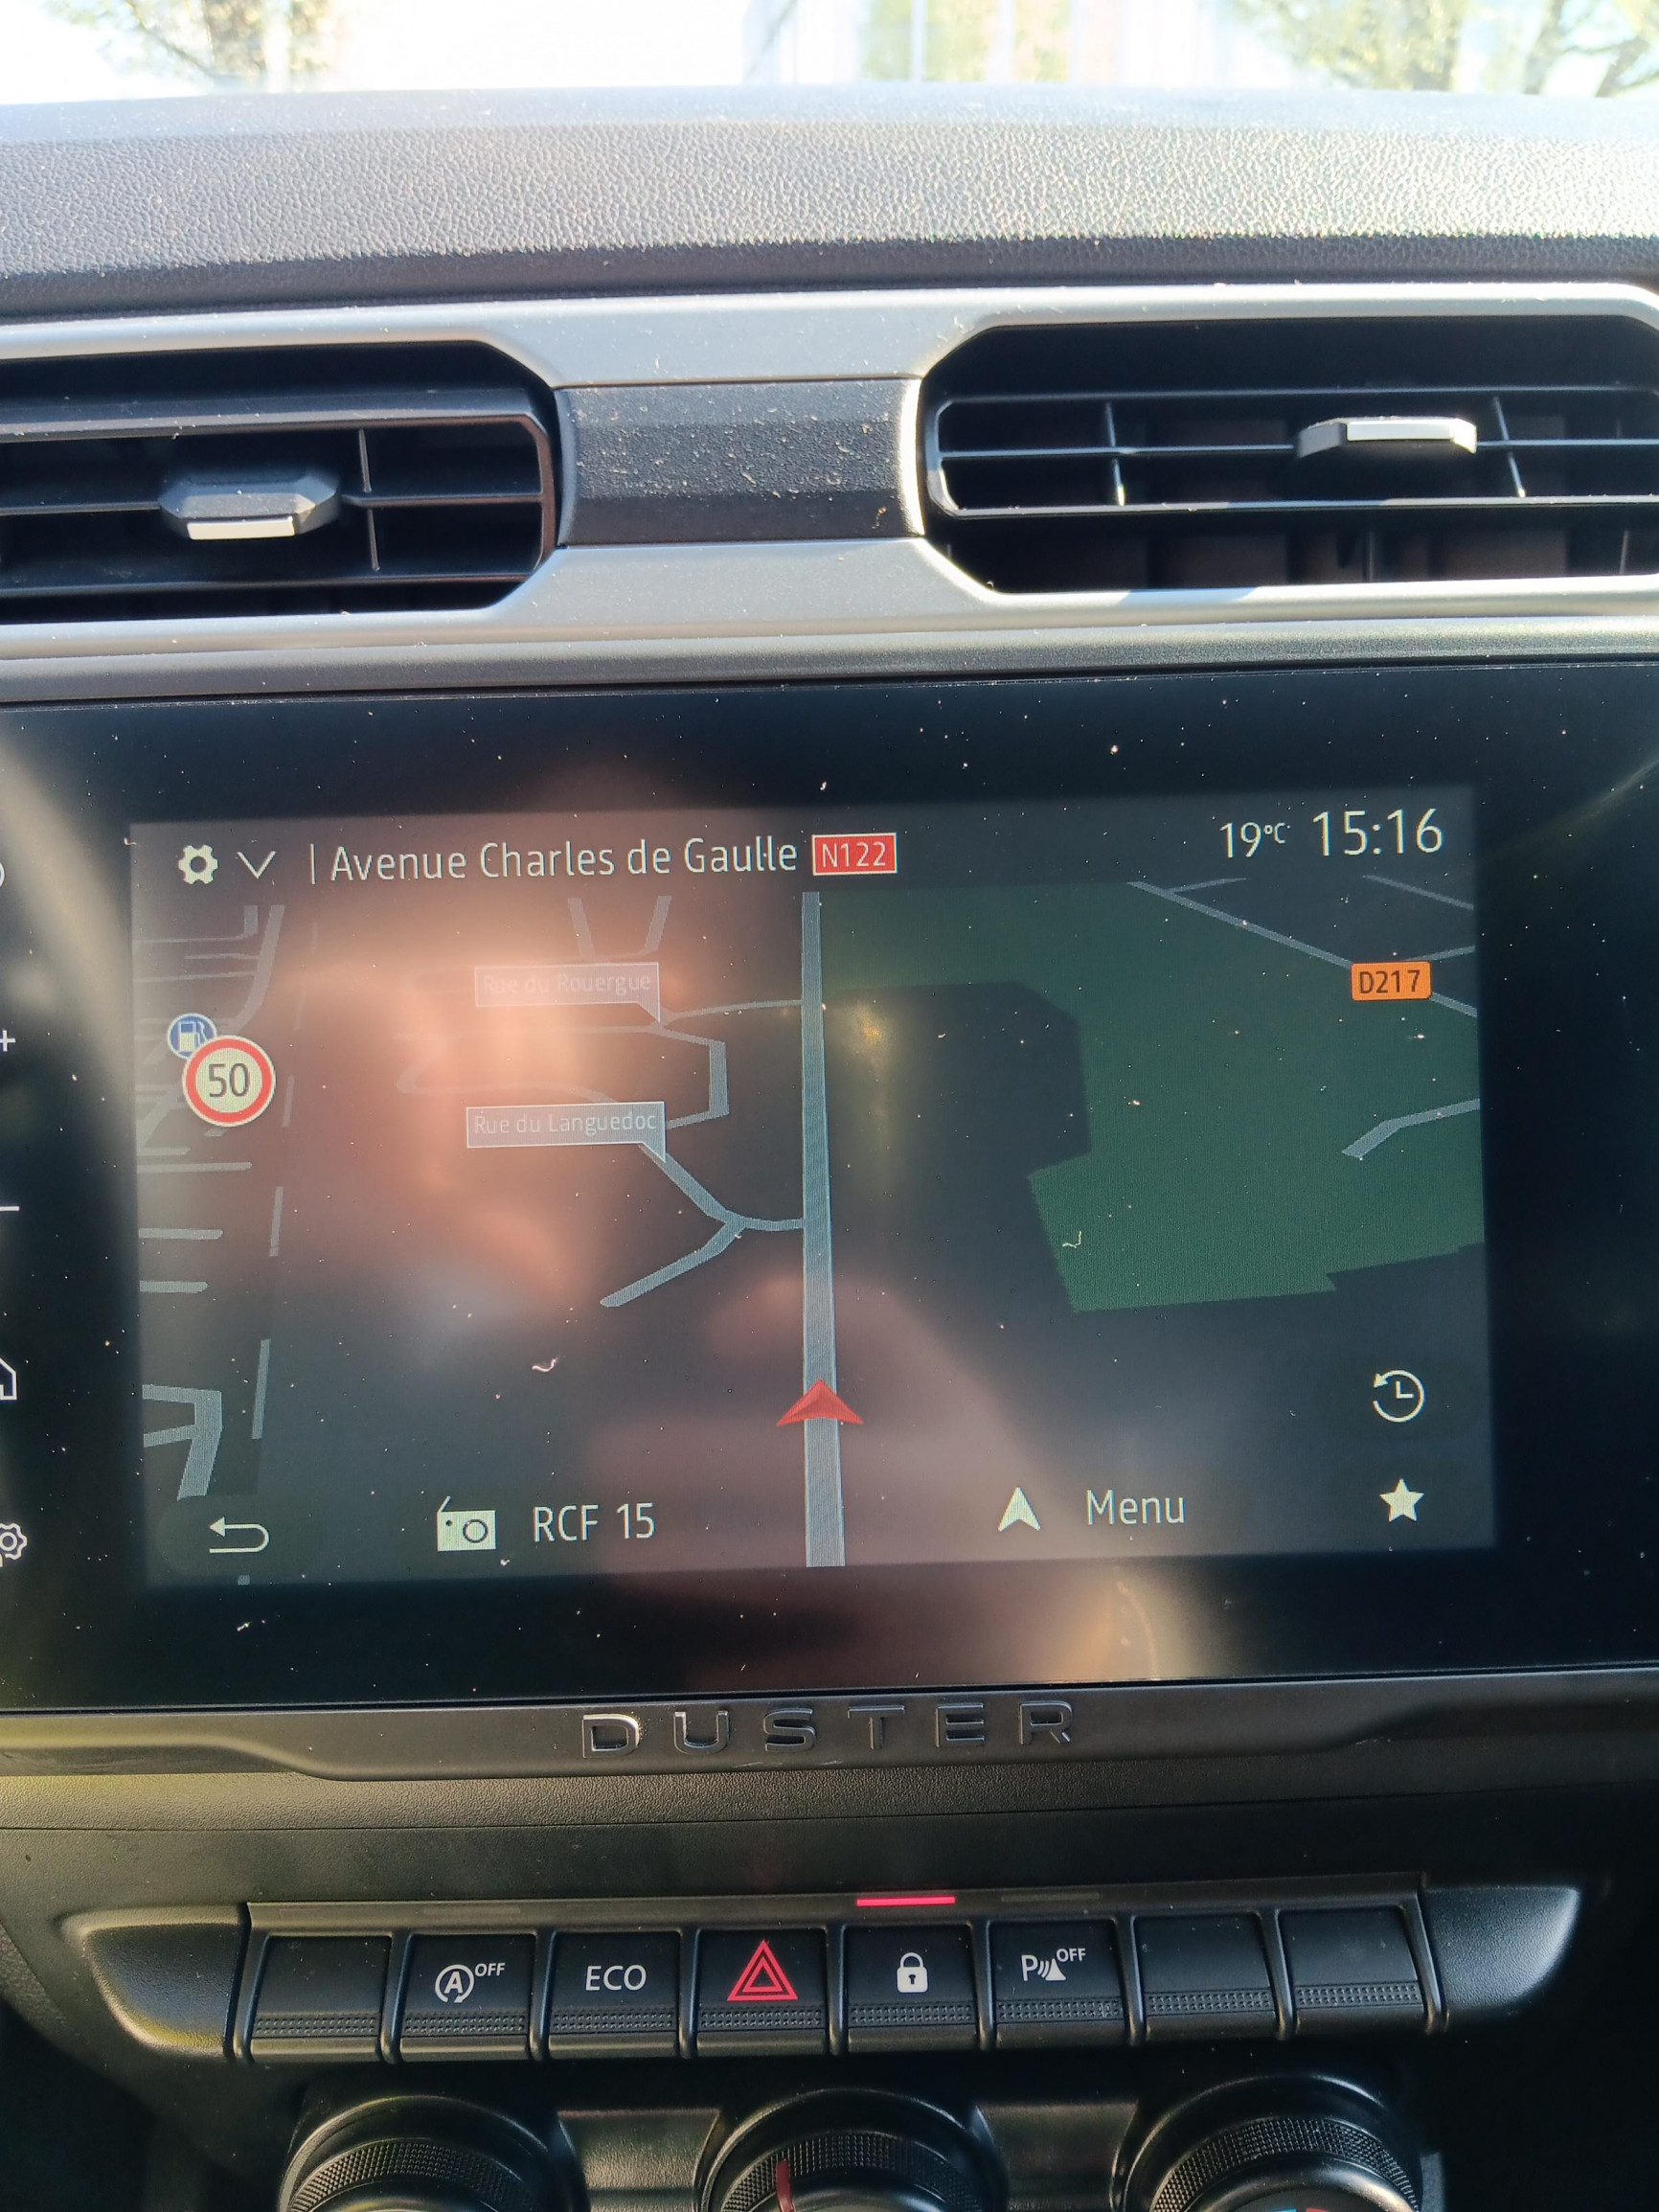 | Avenue Charles de Gaulle N122
19°C 15:16
Rue du Rouergue
D217
50
Rue du Languedoc
RCF 15
Menu
DUSTER
A OFF
ECO
P OFF